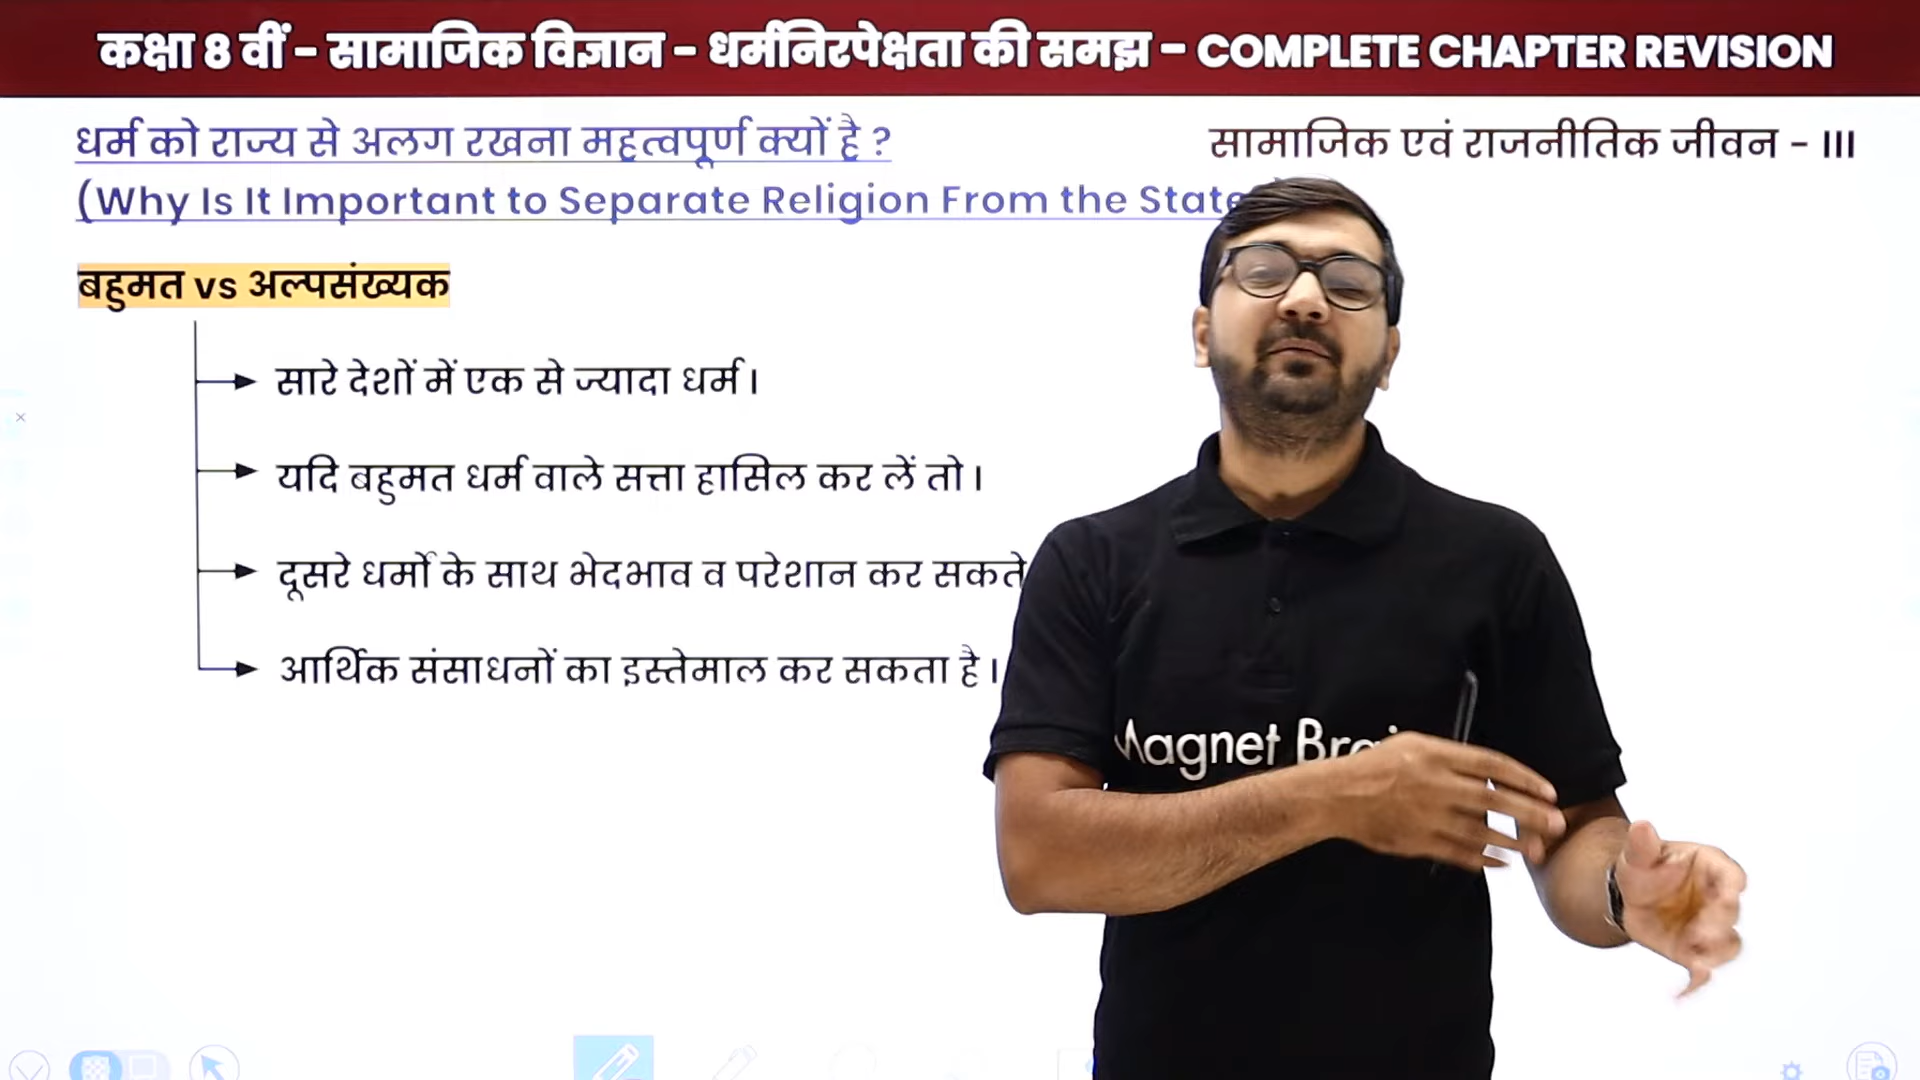 कक्षा 8 वीं - सामाजिक विज्ञान - धर्मनिरपेक्षता की समझ - COMPLETE CHAPTER REVISION
धर्म को राज्य से अलग रखना महत्वपूर्ण क्यों है ?
सामाजिक एवं राजनीतिक जीवन - III
(Why Is It Important to Separate Religion From the State
बहुमत vs अल्पसंख्यक
सारे देशों में एक से ज्यादा धर्म ।
यदि बहुमत धर्म वाले सत्ता हासिल कर लें तो ।
दूसरे धर्मों के साथ भेदभाव व परेशान कर सकते
आर्थिक संसाधनों का इस्तेमाल कर सकता है ।
Magnet